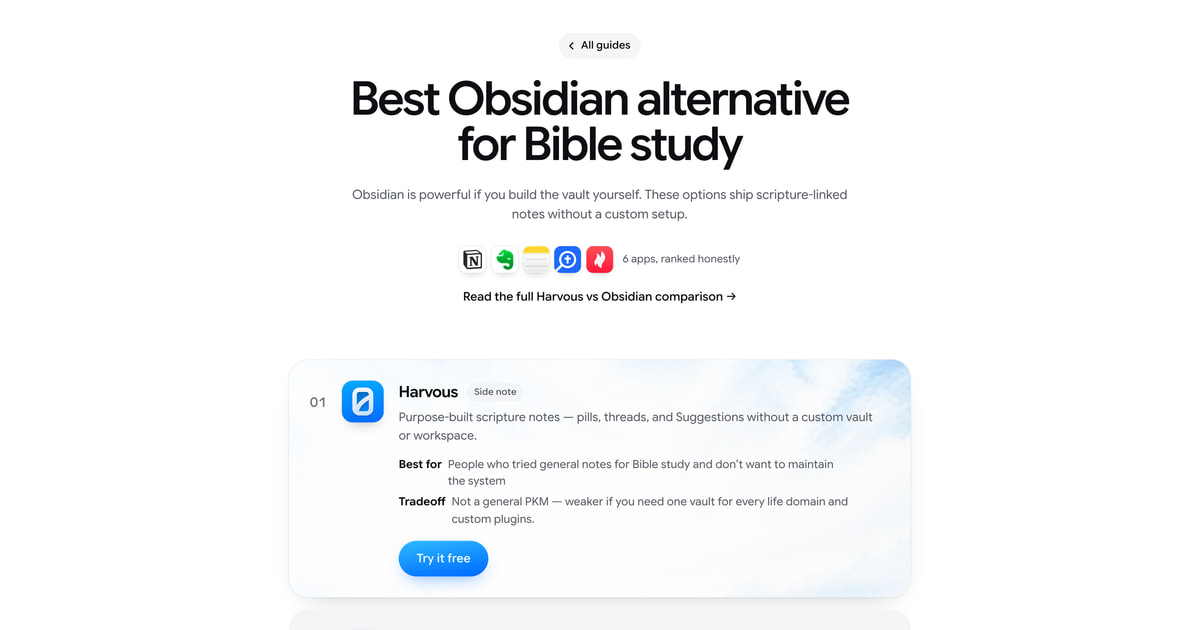 All guides
Best Obsidian alternative
for Bible study
Obsidian is powerful if you build the vault yourself. These options ship scripture-linked
notes without a custom setup.
N
6 apps, ranked honestly
Read the full Harvous vs Obsidian comparison →
01
Harvous
Side note
Purpose-built scripture notes — pills, threads, and Suggestions without a custom vault
or workspace.
Best for People who tried general notes for Bible study and don't want to maintain
the system
Tradeoff Not a general PKM — weaker if you need one vault for every life domain and
custom plugins.
Try it free